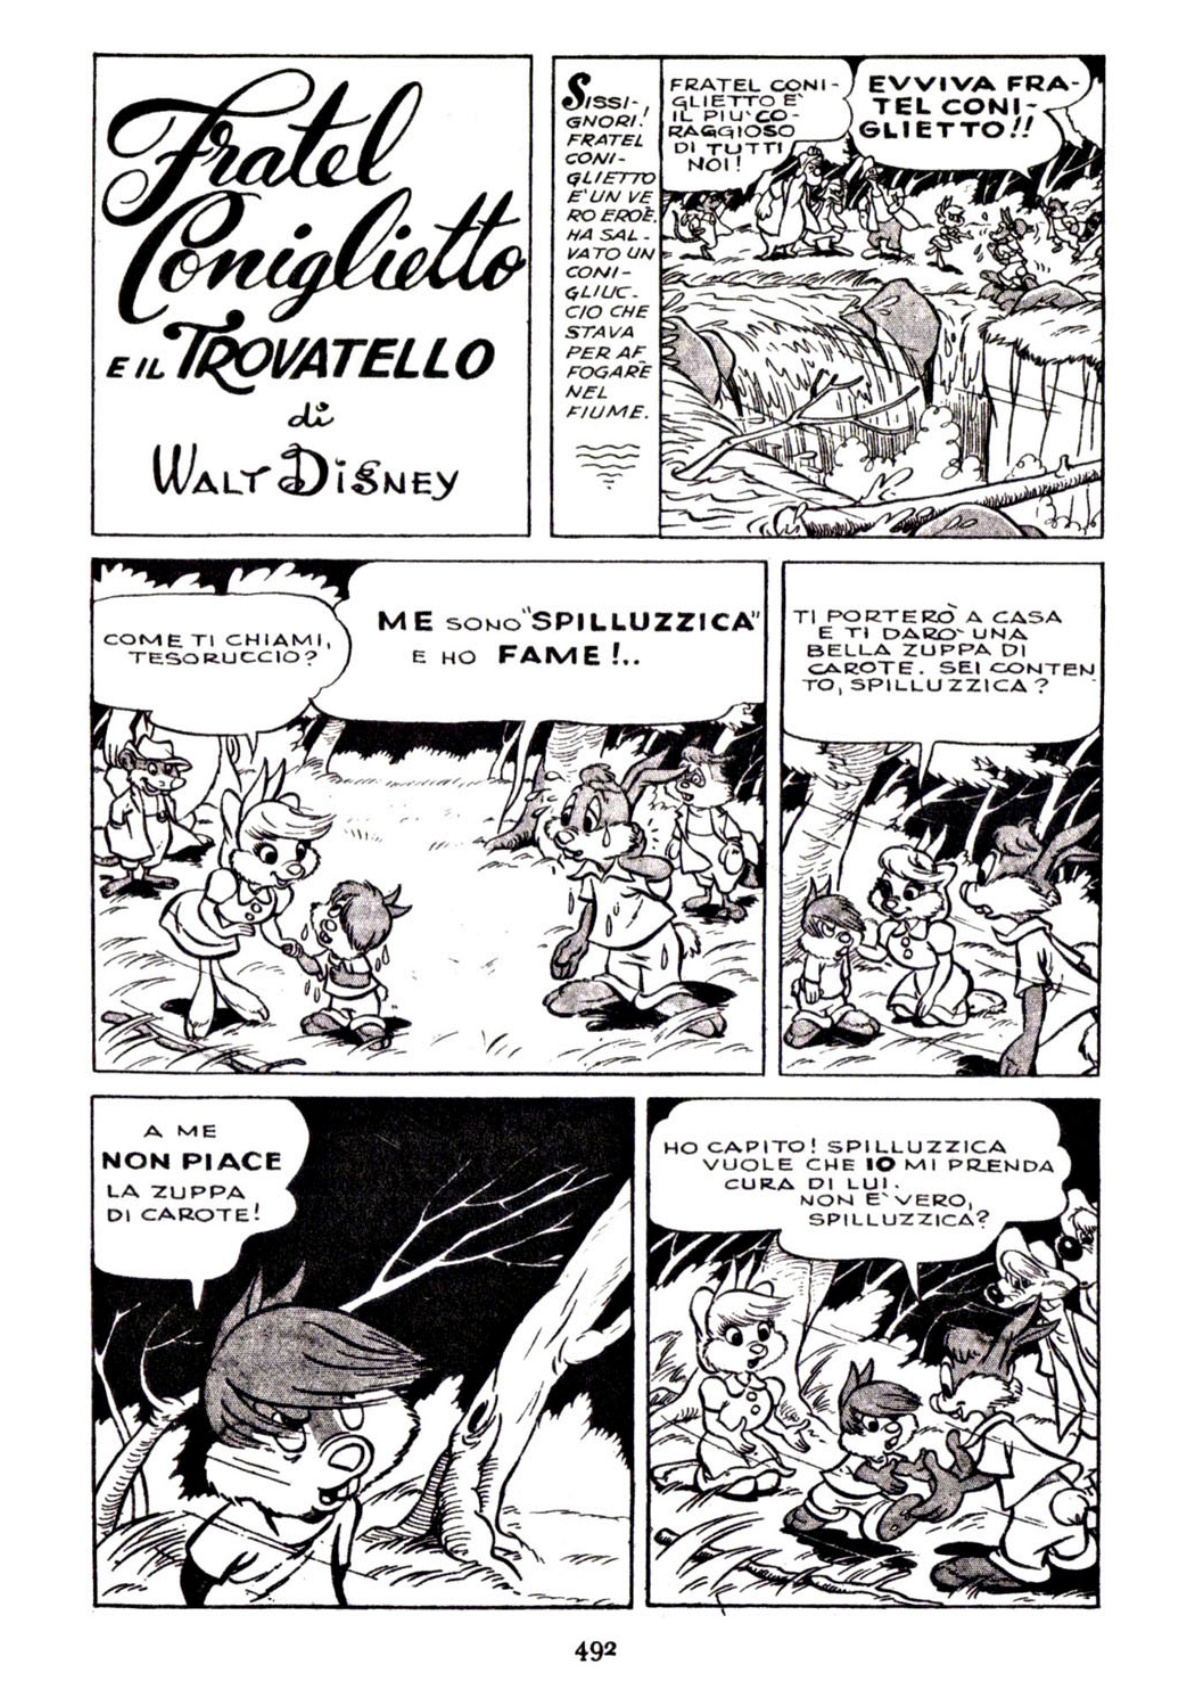 Fratel
Coniglietto
E IL TROVATELLO
di
WALT DISNEY
SISSI-
GNORI!
FRATEL
CONI-
GLIETTO
E' UN VE
RO EROE.
HA SAL-
VATO UN
CONI-
GLIUC-
CIO CHE
STAVA
PER AF_
FOGARE
NEL
FIUME.
FRATEL CONI-
GLIETTO E'
IL PIU' CO-
RAGGIOSO
DI TUTTI
NOI!
EVVIVA FRA-
TEL CONI-
GLIETTO!!
COME TI CHIAMI,
TESORUCCIO?
ME SONO "SPILLUZZICA"
E HO FAME!..
TI PORTERÒ A CASA
E TI DARO' UNA
BELLA ZUPPA DI
CAROTE. SEI CONTEN
TO, SPILLUZZICA?
A ME
NON PIACE
LA ZUPPA
DI CAROTE!
HO CAPITO! SPILLUZZICA
VUOLE CHE IO MI PRENDA
CURA DI LUI.
NON E' VERO,
SPILLUZZICA?
492